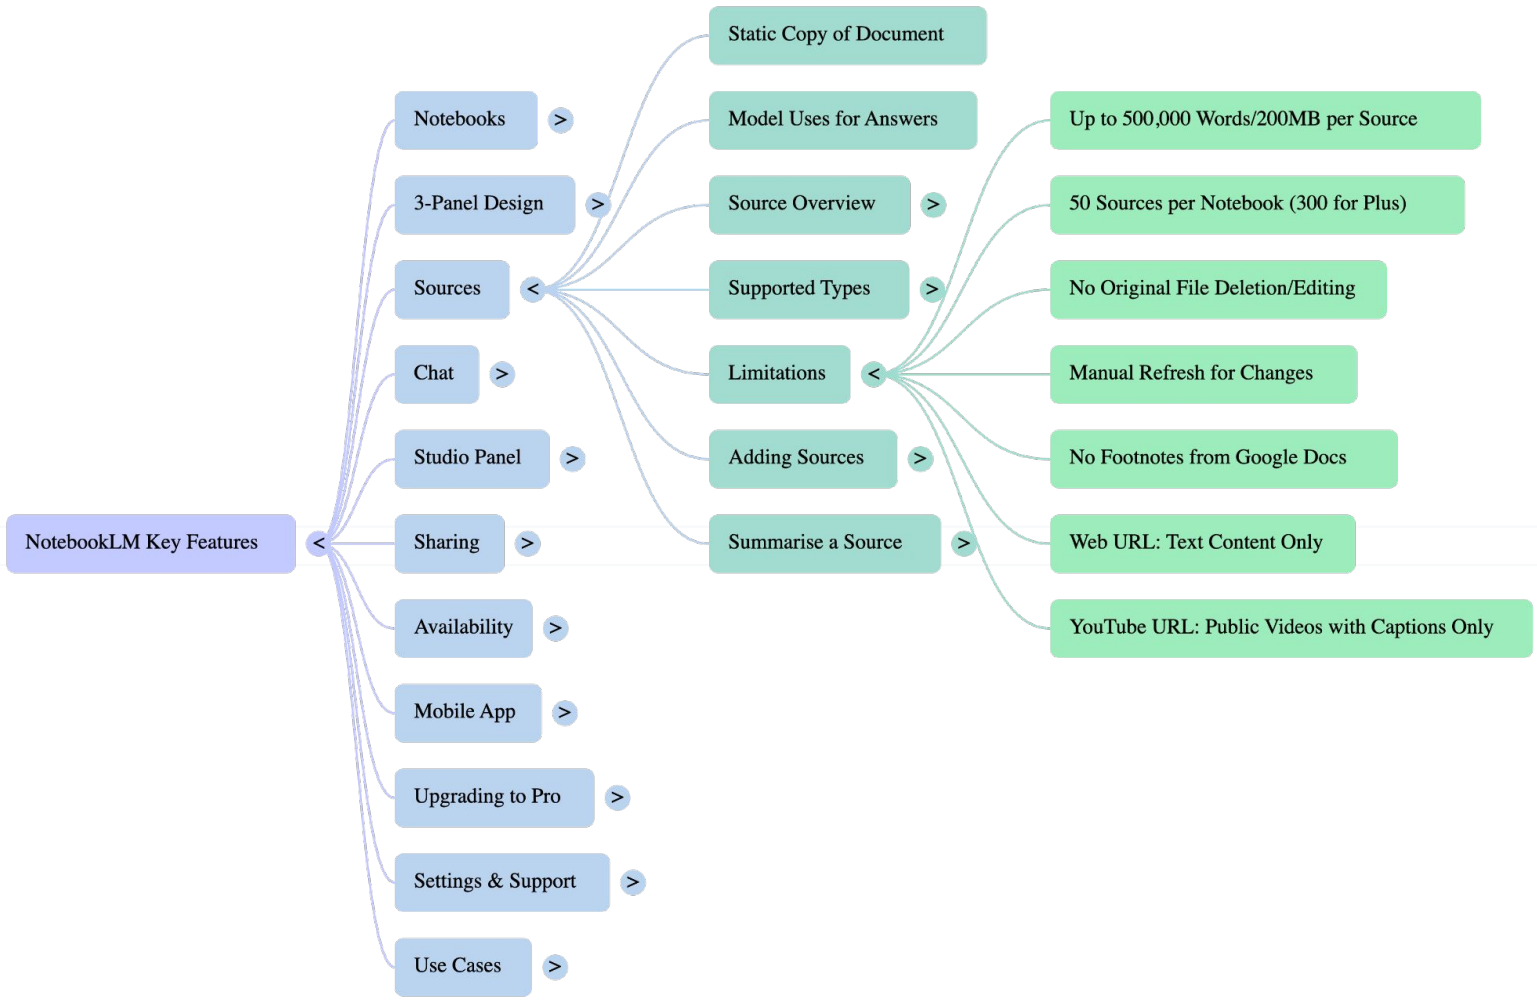 NotebookLM Key Features
<
Notebooks
>
3-Panel Design
>
Sources
<
Chat
>
Studio Panel
>
Sharing
>
Availability
>
Mobile App
>
Upgrading to Pro
>
Settings & Support
>
Use Cases
>
Static Copy of Document
Model Uses for Answers
Source Overview
>
Supported Types
>
Limitations
<
Adding Sources
>
Summarise a Source
>
Up to 500,000 Words/200MB per Source
50 Sources per Notebook (300 for Plus)
No Original File Deletion/Editing
Manual Refresh for Changes
No Footnotes from Google Docs
Web URL: Text Content Only
YouTube URL: Public Videos with Captions Only